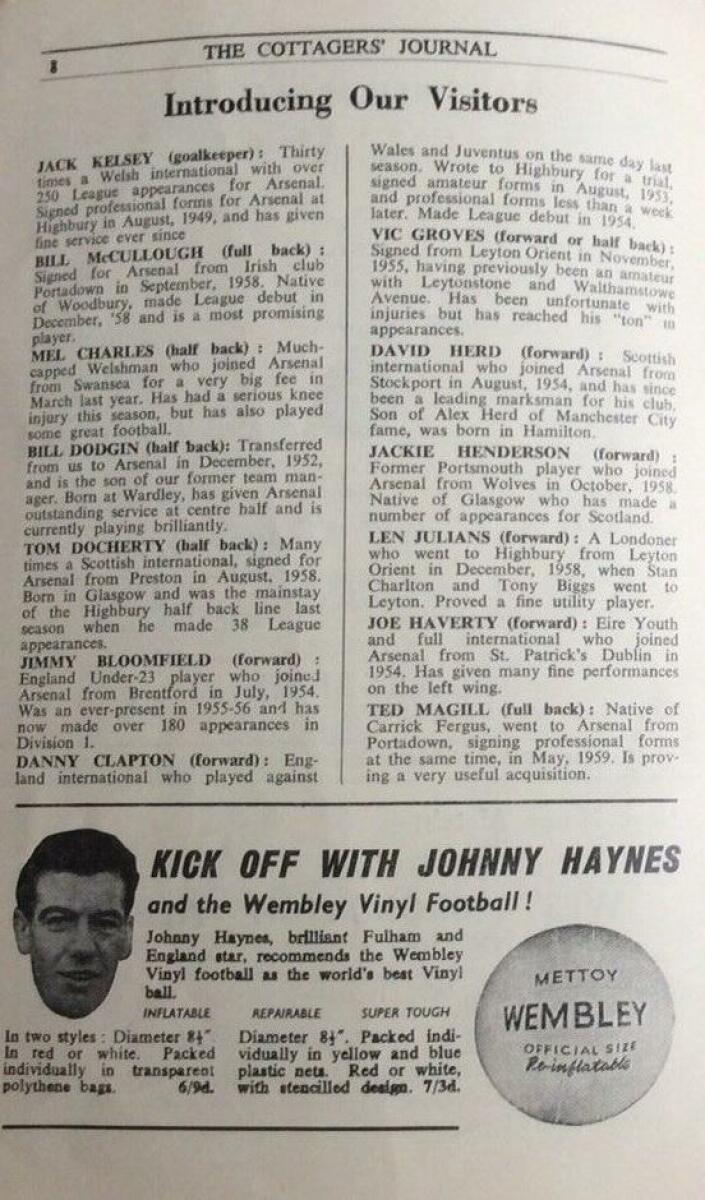 8
THE COTTAGERS' JOURNAL
Introducing Our Visitors
JACK KELSEY (goalkeeper) : Thirty
times a Welsh international with over
250 League appearances for Arsenal.
Signed professional forms for Arsenal at
Highbury in August, 1949, and has given
fine service ever since
BILL McCULLOUGH (full back) :
Signed for Arsenal from Irish club
Portadown in September, 1958. Native
of Woodbury, made League debut in
December, '58 and is a most promising
player.
MEL CHARLES (half back) : Much-
capped Welshman who joined Arsenal
from Swansea for a very big fee in
March last year. Has had a serious knee
injury this season, but has also played
some great football.
BILL DODGIN (half back): Transferred
from us to Arsenal in December, 1952,
and is the son of our former team man-
ager. Born at Wardley, has given Arsenal
outstanding service at centre half and is
currently playing brilliantly.
TOM DOCHERTY (half back) : Many
times a Scottish international, signed for
Arsenal from Preston in August, 1958.
Born in Glasgow and was the mainstay
of the Highbury half back line last
season when he made 38 League
appearances.
JIMMY BLOOMFIELD (forward) :
England Under-23 player who joined
Arsenal from Brentford in July, 1954.
Was an ever-present in 1955-56 and has
now made over 180 appearances in
Division 1.
DANNY CLAPTON (forward) : Eng-
land international who played against
Wales and Juventus on the same day last
season. Wrote to Highbury for a trial,
signed amateur forms in August, 1953,
and professional forms less than a week
later. Made League debut in 1954.
VIC GROVES (forward or half back) :
Signed from Leyton Orient in November,
1955, having previously been an amateur
with Leytonstone and Walthamstow
Avenue. Has been unfortunate with
injuries but has reached his "ton" in
appearances.
DAVID HERD (forward) : Scottish
international who joined Arsenal from
Stockport in August, 1954, and has since
been a leading marksman for his club.
Son of Alex Herd of Manchester City
fame, was born in Hamilton.
JACKIE HENDERSON (forward) :
Former Portsmouth player who joined
Arsenal from Wolves in October, 1958.
Native of Glasgow who has made a
number of appearances for Scotland.
LEN JULIANS (forward) : A Londoner
who went to Highbury from Leyton
Orient in December, 1958, when Stan
Charlton and Tony Biggs went to
Leyton. Proved a fine utility player.
JOE HAVERTY (forward) : Eire Youth
and full international who joined
Arsenal from St. Patrick's Dublin in
1954. Has given many fine performances
on the left wing.
TED MAGILL (full back) : Native of
Carrick Fergus, went to Arsenal from
Portadown, signing professional forms
at the same time, in May, 1959. Is prov-
ing a very useful acquisition.
KICK OFF WITH JOHNNY HAYNES
and the Wembley Vinyl Football !
Johnny Haynes, brilliant Fulham and
England star, recommends the Wembley
Vinyl football as the world's best Vinyl
ball.
INFLATABLE REPAIRABLE SUPER TOUGH
In two styles : Diameter 8½".
In red or white. Packed
individually in transparent
polythene bags. 6/9d.
Diameter 8½". Packed indi-
vidually in yellow and blue
plastic nets. Red or white,
with stencilled design. 7/3d.
METTOY
WEMBLEY
OFFICIAL SIZE
Re-inflatable